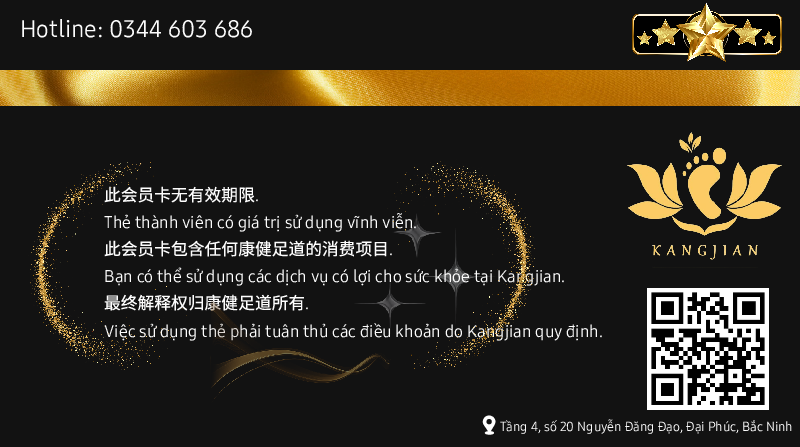 Hotline: 0344 603 686
此会员卡无有效期限.
Thẻ thành viên có giá trị sử dụng vĩnh viễn.
此会员卡包含任何康健足道的消费项目.
Bạn có thể sử dụng các dịch vụ có lợi cho sức khỏe tại Kangjian.
最终解释权归康健足道所有.
Việc sử dụng thẻ phải tuân thủ các điều khoản do Kangjian quy định.
KANGJIAN
Tầng 4, số 20 Nguyễn Đăng Đạo, Đại Phúc, Bắc Ninh